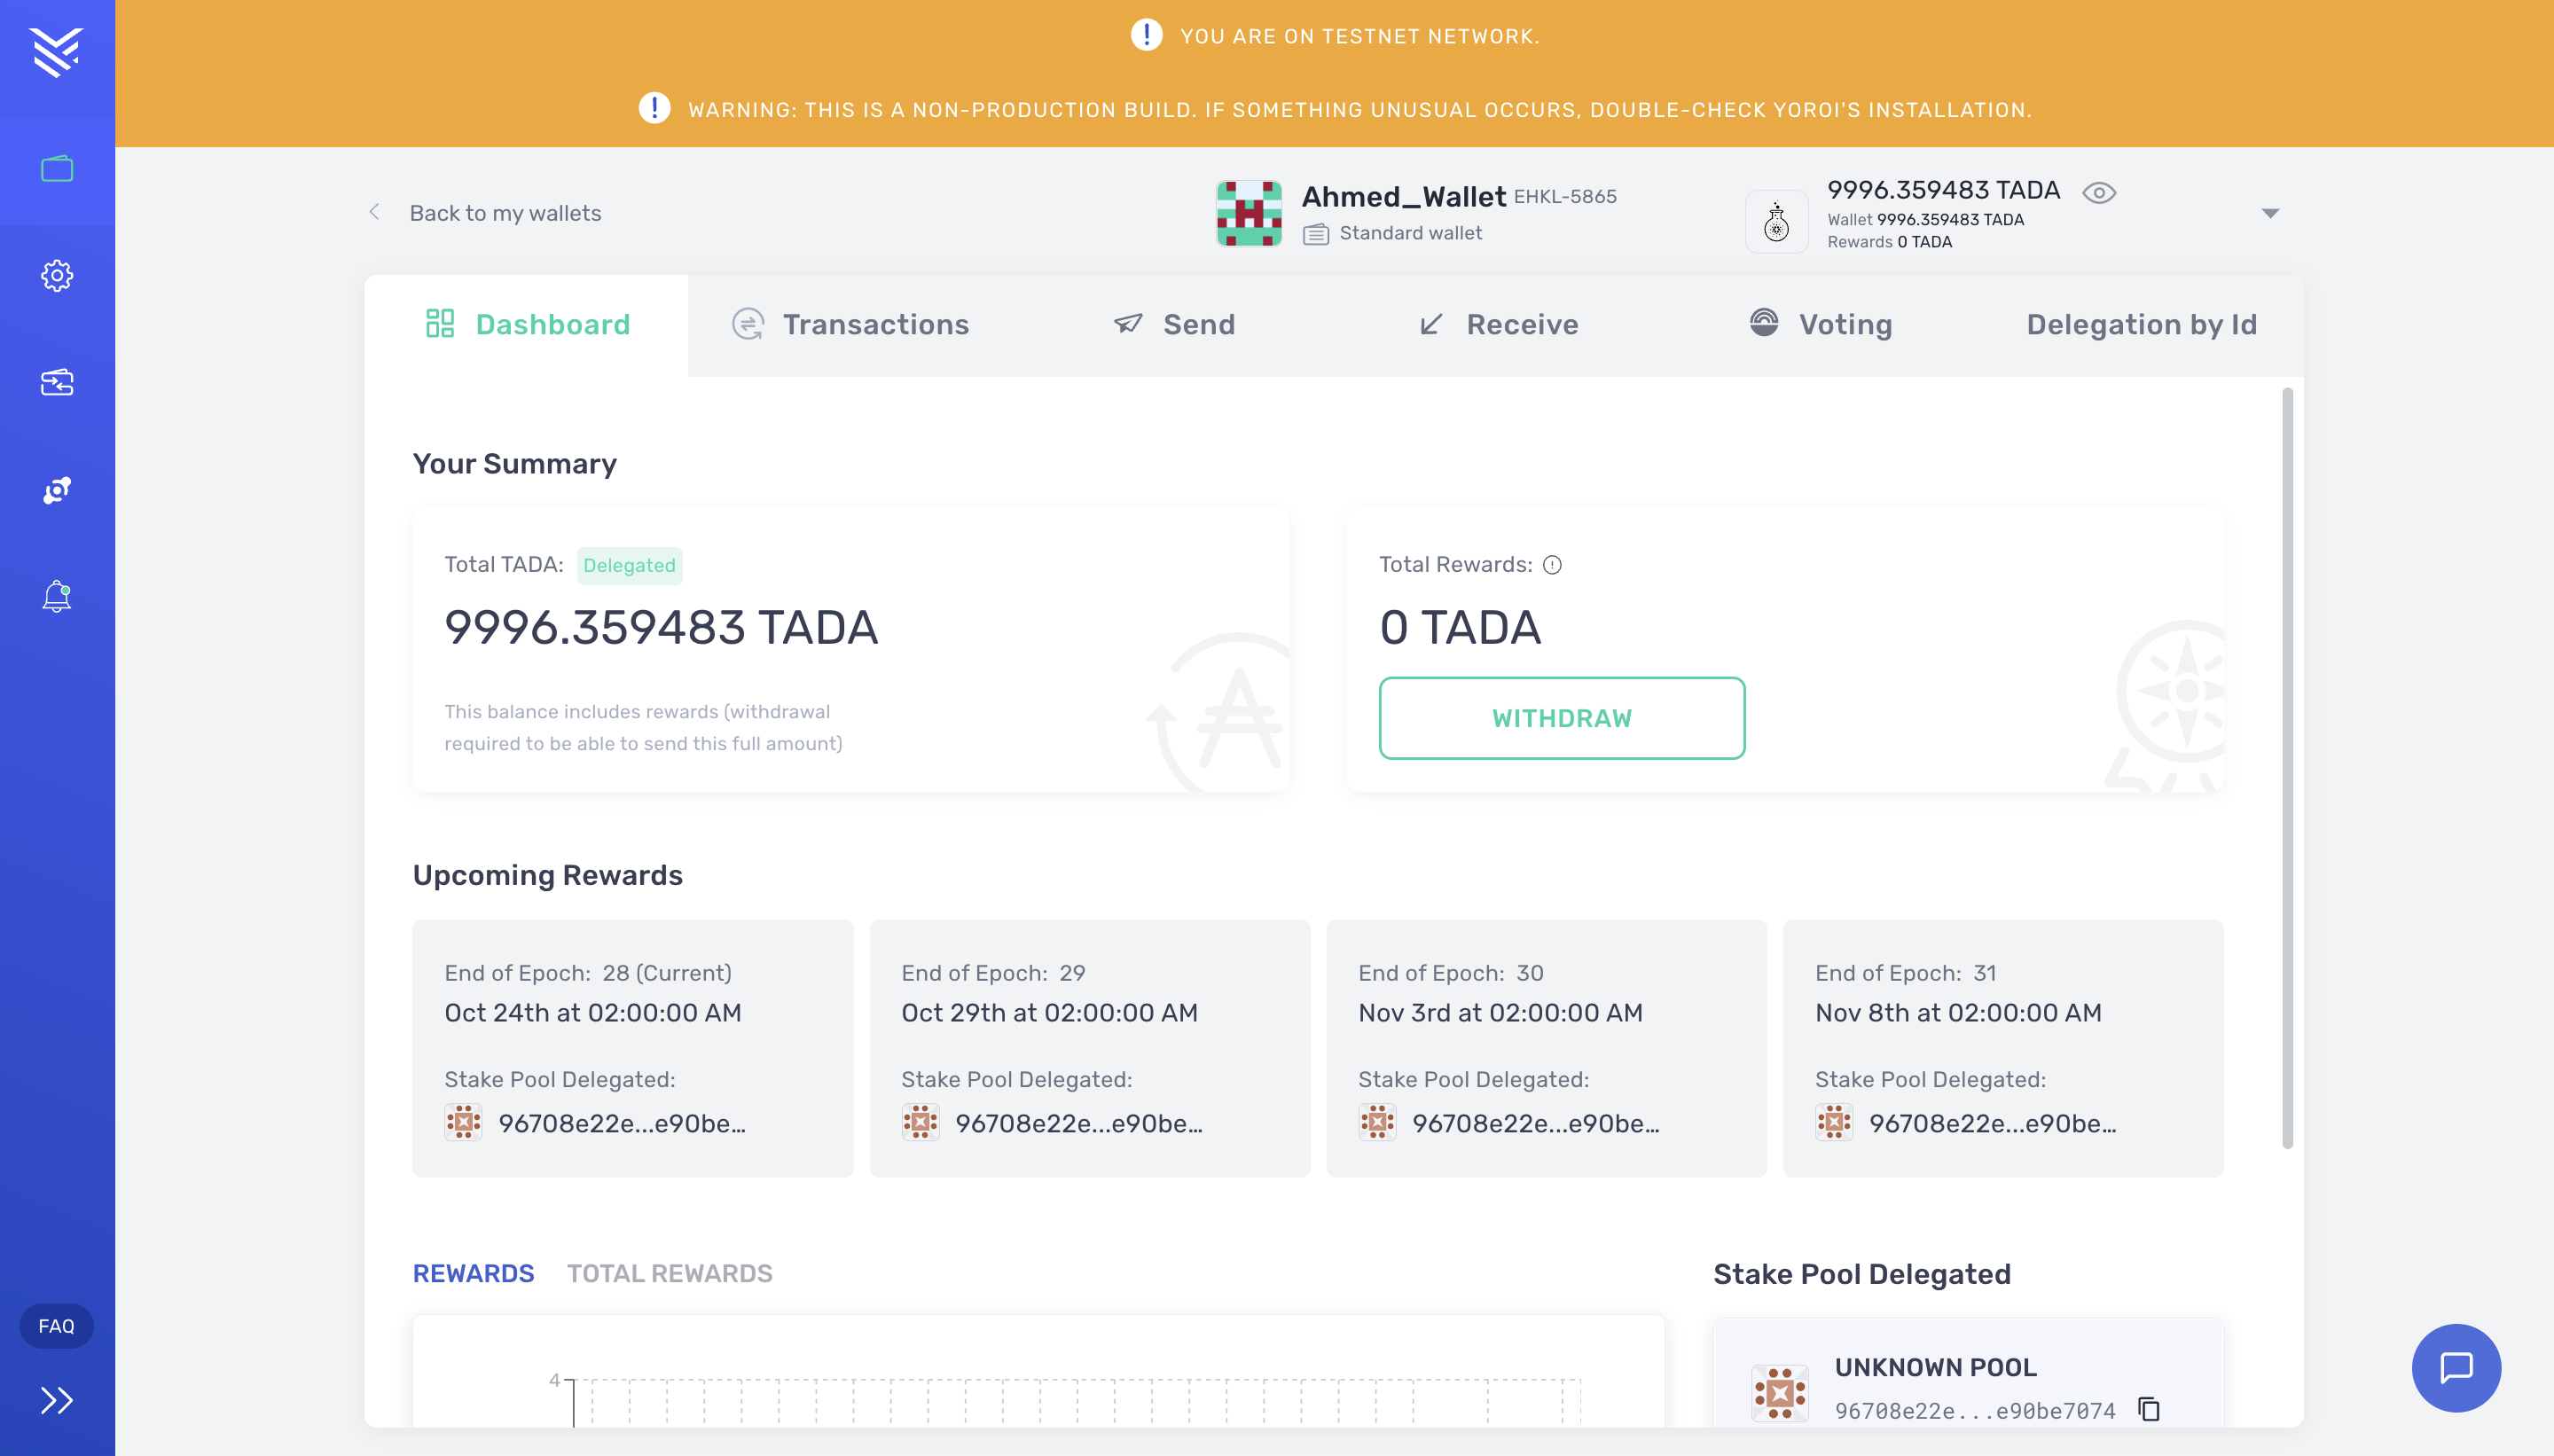 YOU ARE ON TESTNET NETWORK.
WARNING: THIS IS A NON-PRODUCTION BUILD. IF SOMETHING UNUSUAL OCCURS, DOUBLE-CHECK YOROI'S INSTALLATION.
Back to my wallets
Ahmed_Wallet EHKL-5865
Standard wallet
9996.359483 TADA
Wallet 9996.359483 TADA
Rewards 0 TADA
Dashboard
Transactions
Send
Receive
Voting
Delegation by Id
Your Summary
Total TADA: Delegated
9996.359483 TADA
This balance includes rewards (withdrawal
required to be able to send this full amount)
Total Rewards:
0 TADA
WITHDRAW
Upcoming Rewards
End of Epoch: 28 (Current)
Oct 24th at 02:00:00 AM
Stake Pool Delegated:
96708e22e...e90be...
End of Epoch: 29
Oct 29th at 02:00:00 AM
Stake Pool Delegated:
96708e22e...e90be...
End of Epoch: 30
Nov 3rd at 02:00:00 AM
Stake Pool Delegated:
96708e22e...e90be...
End of Epoch: 31
Nov 8th at 02:00:00 AM
Stake Pool Delegated:
96708e22e...e90be...
REWARDS
TOTAL REWARDS
4
Stake Pool Delegated
UNKNOWN POOL
96708e22e...e90be7074
FAQ